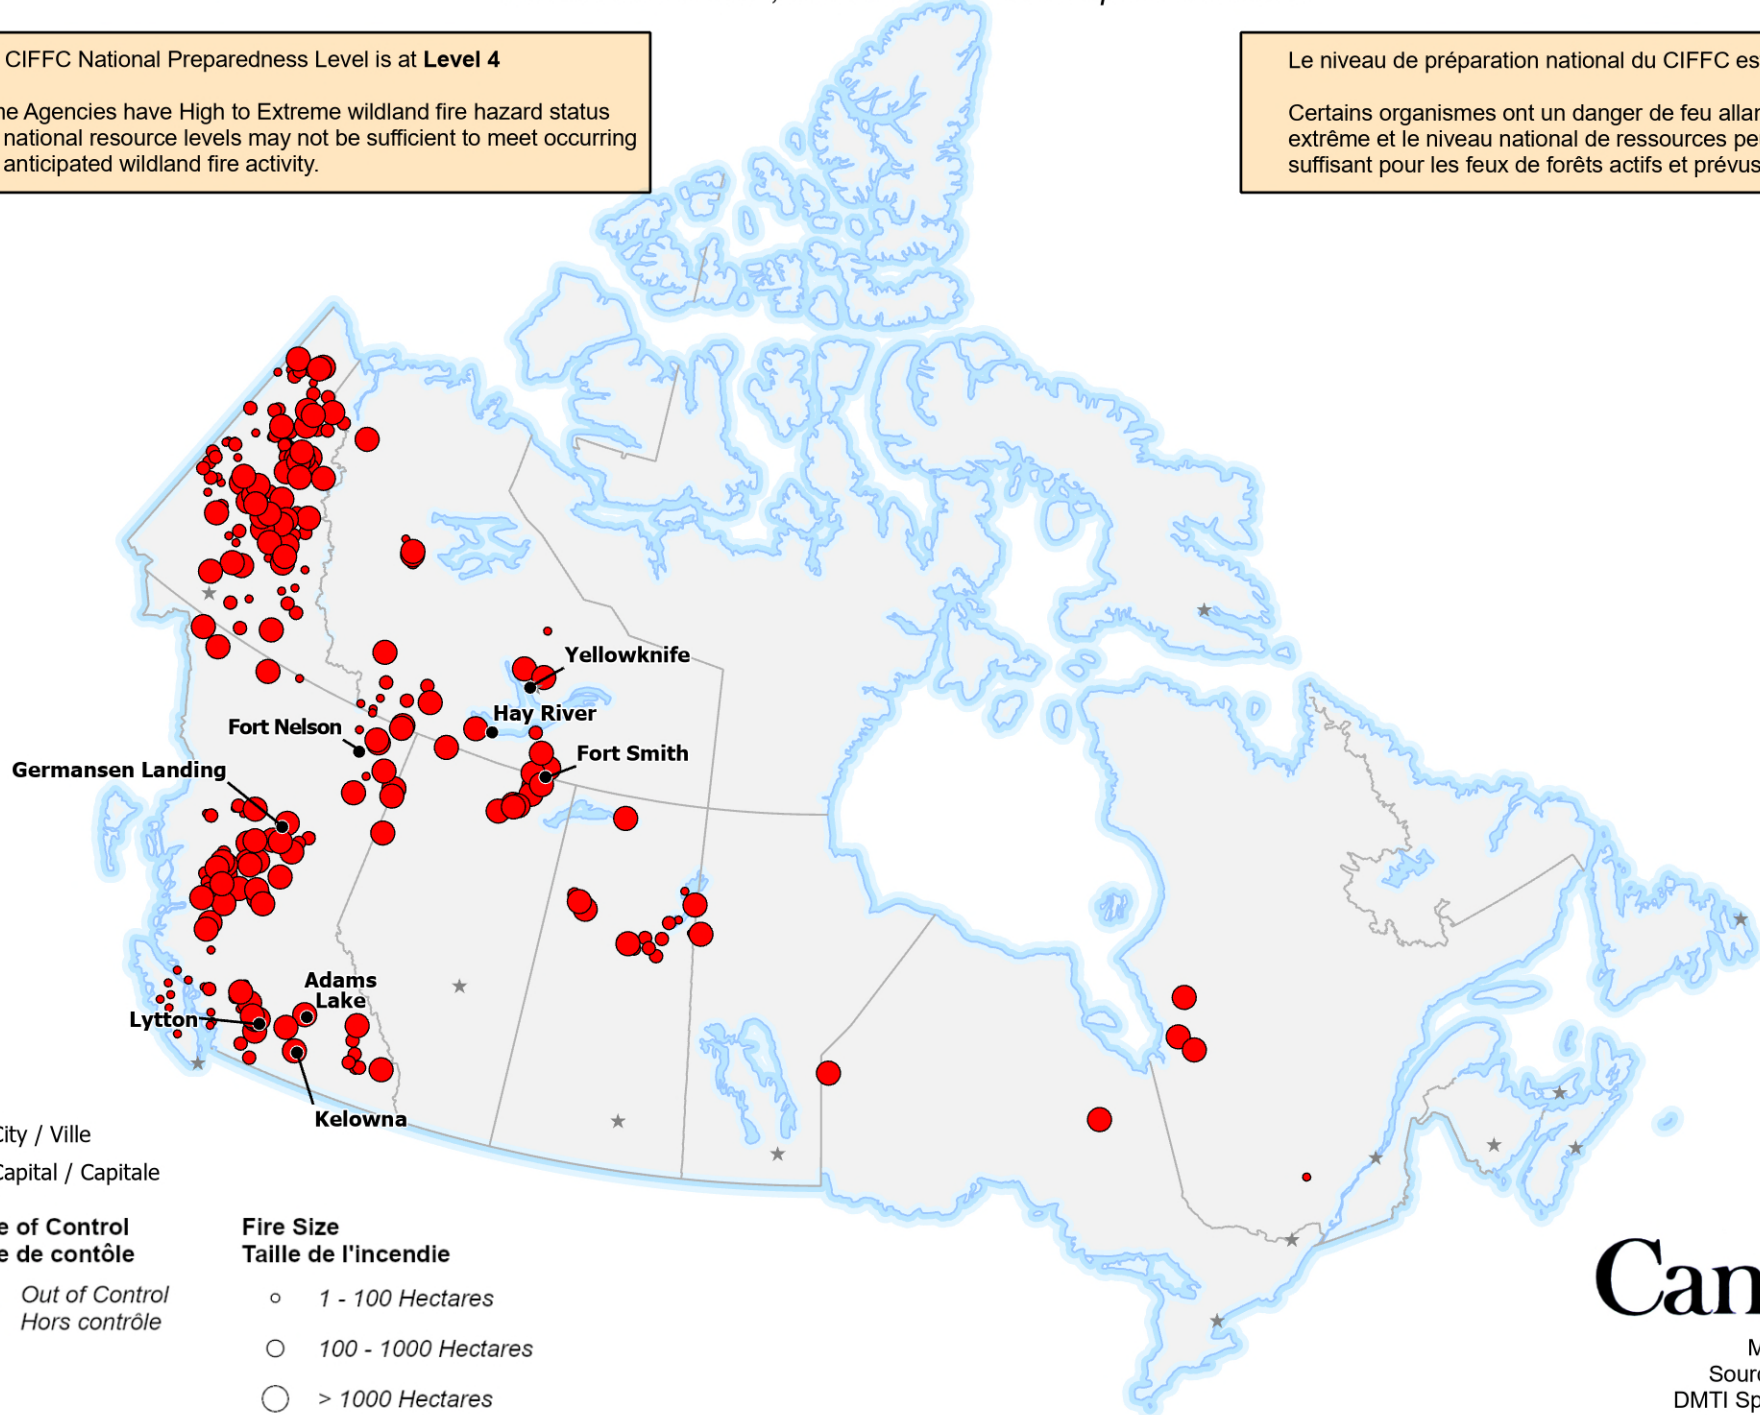 CIFFC National Preparedness Level is at Level 4
ne Agencies have High to Extreme wildland fire hazard status
national resource levels may not be sufficient to meet occurring
anticipated wildland fire activity.
Le niveau de préparation national du CIFFC es
Certains organismes ont un danger de feu allan
extrême et le niveau national de ressources pe
suffisant pour les feux de forêts actifs et prévus
Yellowknife
Hay River
Fort Nelson
Fort Smith
Germansen Landing
Adams
Lake
Lytton
Kelowna
City / Ville
Capital / Capitale
e of Control
e de contôle
Out of Control
Hors contrôle
Fire Size
Taille de l'incendie
1 - 100 Hectares
100 - 1000 Hectares
> 1000 Hectares
Can
M
Sourc
DMTI Sp